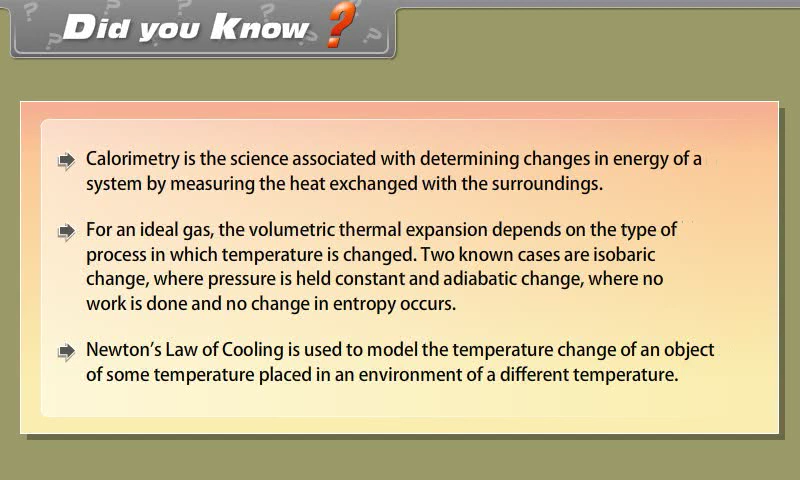 Did you Know ?
Calorimetry is the science associated with determining changes in energy of a
system by measuring the heat exchanged with the surroundings.
For an ideal gas, the volumetric thermal expansion depends on the type of
process in which temperature is changed. Two known cases are isobaric
change, where pressure is held constant and adiabatic change, where no
work is done and no change in entropy occurs.
Newton's Law of Cooling is used to model the temperature change of an object
of some temperature placed in an environment of a different temperature.